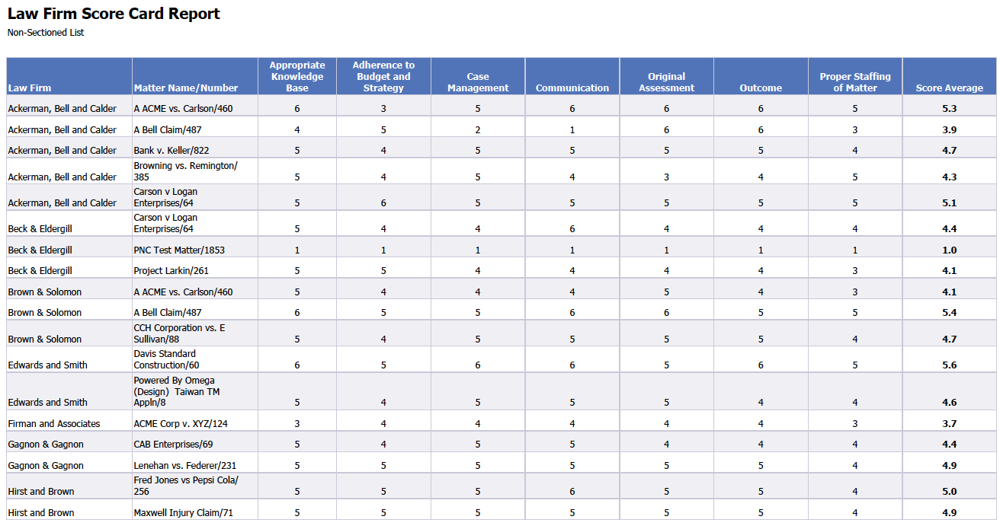 Law Firm Score Card Report
Non-Sectioned List
Law Firm Matter Name/Number Appropriate Knowledge Base Adherence to Budget and Strategy Case Management Communication Original Assessment Outcome Proper Staffing of Matter Score Average
Ackerman, Bell and Calder A ACME vs. Carlson/460 6 3 5 6 6 6 5 5.3
Ackerman, Bell and Calder A Bell Claim/487 4 5 2 1 6 6 3 3.9
Ackerman, Bell and Calder Bank v. Keller/822 5 4 5 5 5 5 4 4.7
Browning vs. Remington/
Ackerman, Bell and Calder 385 5 4 5 4 3 4 5 4.3
Carson v Logan
Ackerman, Bell and Calder Enterprises/64 5 6 5 5 5 5 5 5.1
Carson v Logan
Beck & Eldergill Enterprises/64 5 4 4 6 4 4 4 4.4
Beck & Eldergill PNC Test Matter/1853 1 1 1 1 1 1 1 1.0
Beck & Eldergill Project Larkin/261 5 5 4 4 4 4 3 4.1
Brown & Solomon A ACME vs. Carlson/460 5 4 4 4 5 4 3 4.1
Brown & Solomon A Bell Claim/487 6 5 5 6 6 5 5 5.4
CCH Corporation vs. E
Brown & Solomon Sullivan/88 5 4 5 5 5 5 4 4.7
Davis Standard
Edwards and Smith Construction/60 6 5 6 6 5 6 5 5.6
Powered By Omega
(Design) Taiwan TM
Edwards and Smith Appln/8 5 4 5 5 5 4 4 4.6
Firman and Associates ACME Corp v. XYZ/124 3 4 4 4 4 4 3 3.7
Gagnon & Gagnon CAB Enterprises/69 5 4 5 5 4 4 4 4.4
Gagnon & Gagnon Lenehan vs. Federer/231 5 5 5 5 5 5 4 4.9
Fred Jones vs Pepsi Cola/
Hirst and Brown 256 5 5 5 6 5 5 4 5.0
Hirst and Brown Maxwell Injury Claim/71 5 5 5 5 5 5 4 4.9